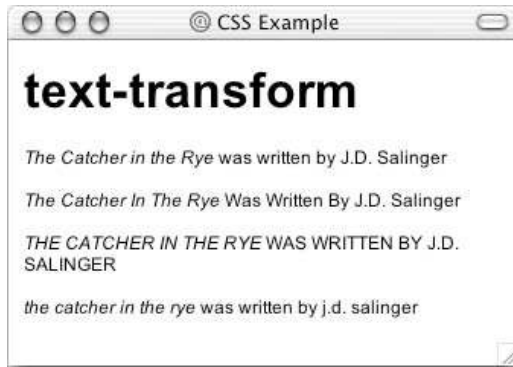 CSS Example
text-transform
The Catcher in the Rye was written by J.D. Salinger
The Catcher In The Rye Was Written By J.D. Salinger
THE CATCHER IN THE RYE WAS WRITTEN BY J.D.
SALINGER
the catcher in the rye was written by j.d. salinger